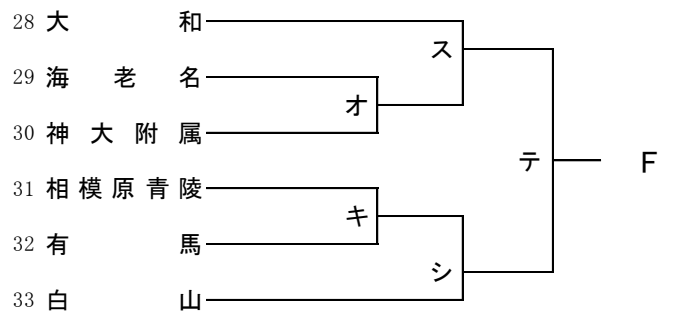 28 大和
ス
29 海老名
オ
30 神大附属
テ F
31 相模原青陵
キ
32 有馬
シ
33 白山